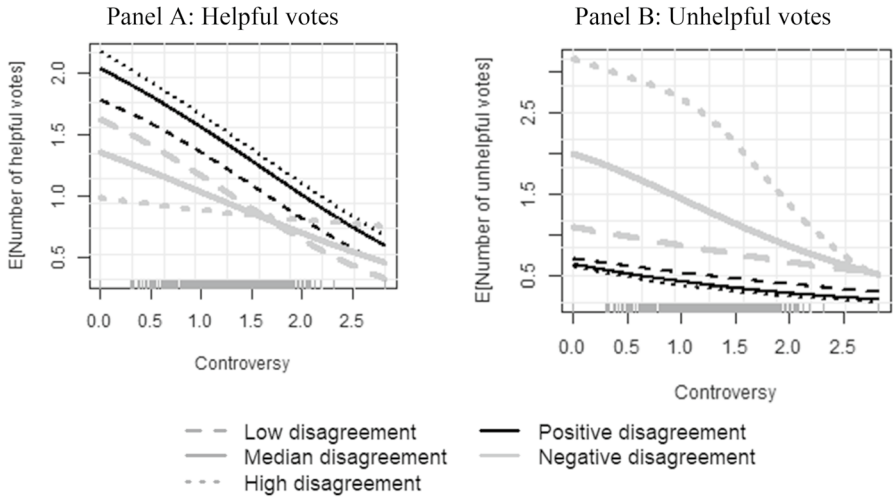 Panel A: Helpful votes
Panel B: Unhelpful votes
E[Number of helpful votes]
2.0
1.5
1.0
0.5
0.0 0.5 1.0 1.5 2.0 2.5
Controversy
E[Number of unhelpful votes]
2.5
1.5
0.5
0.0 0.5 1.0 1.5 2.0 2.5
Controversy
Low disagreement
Median disagreement
High disagreement
Positive disagreement
Negative disagreement